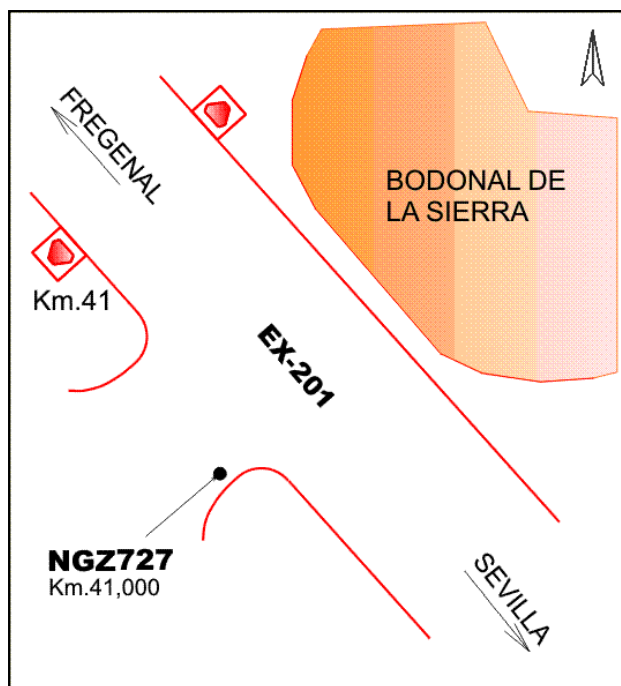 FREGENAL
BODONAL DE
LA SIERRA
Km.41
EX-201
NGZ727
Km.41,000
SEVILLA